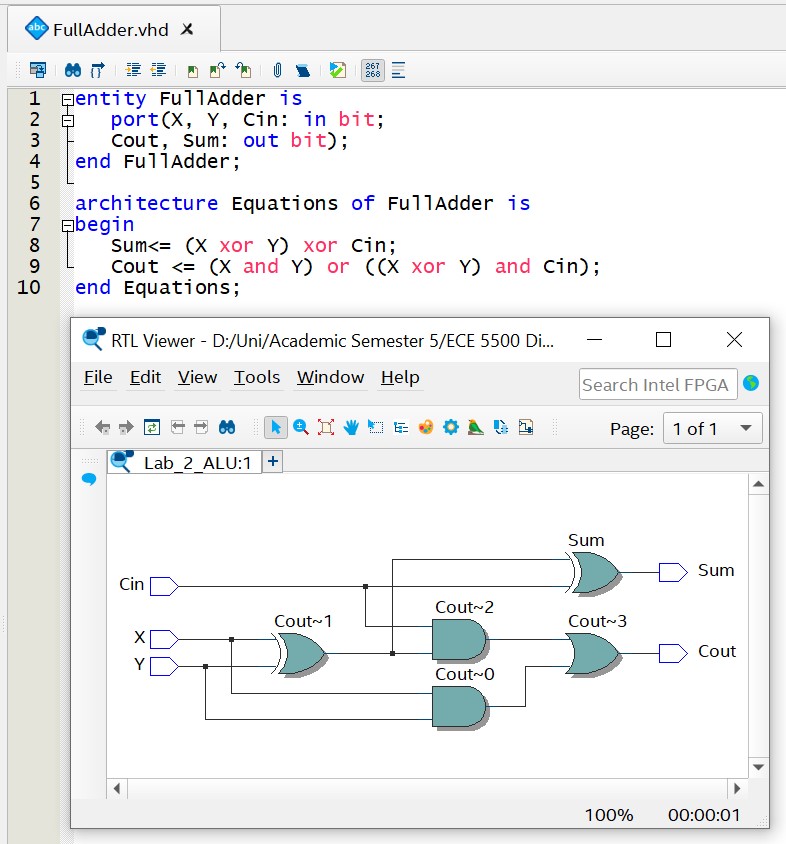 abc FullAdder.vhd
267
268
1 entity FullAdder is
2 port(X, Y, Cin: in bit;
3 Cout, Sum: out bit);
4 end FullAdder;
5
6 architecture Equations of FullAdder is
7 begin
8 Sum<= (X xor Y) xor Cin;
9 Cout <= (X and Y) or ((X xor Y) and Cin);
10 end Equations;
RTL Viewer - D:/Uni/Academic Semester 5/ECE 5500 Di...
File Edit View Tools Window Help
Search Intel FPGA
Page: 1 of 1
Lab_2_ALU:1 +
Sum
Sum
Cin
Cout~2
Cout~1
Cout~3
X
Y
Cout
Cout~0
100% 00:00:01